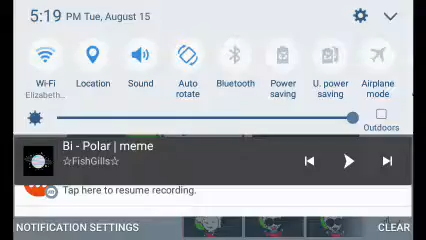 5:19 PM Tue, August 15
Wi-Fi Location Sound Auto rotate Bluetooth Power saving U. power saving Airplane mode
Elizabeth...
Outdoors
Bi - Polar | meme
☆FishGills☆
Tap here to resume recording.
NOTIFICATION SETTINGS CLEAR